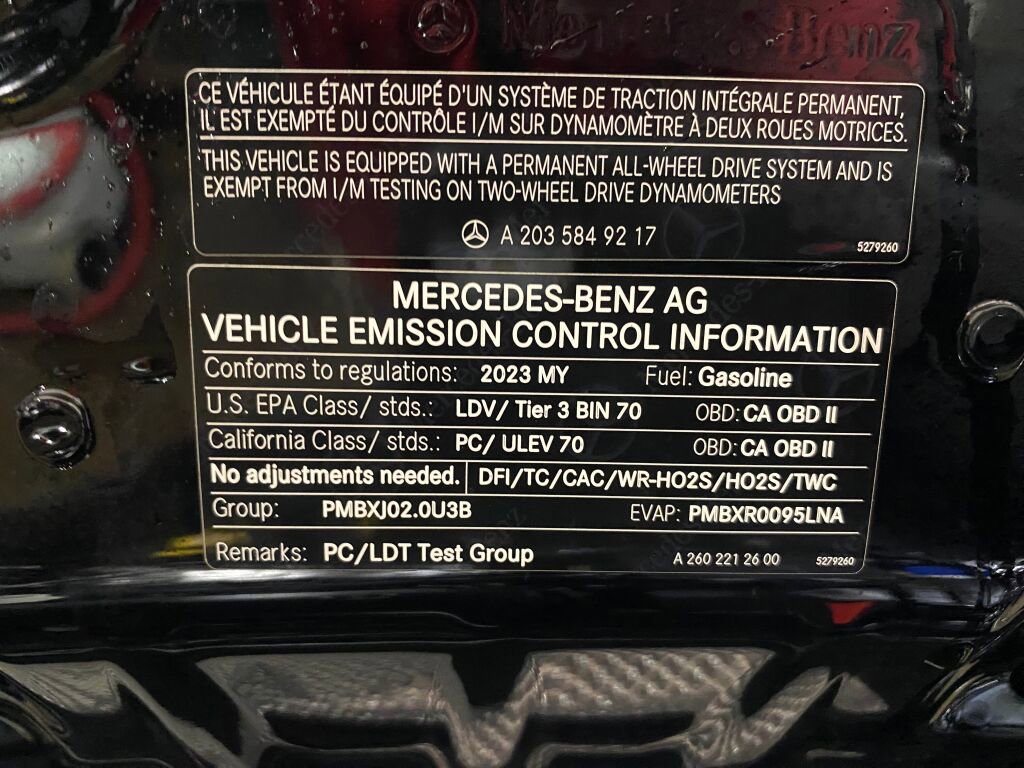 Mercedes-Benz
CE VÉHICULE ÉTANT ÉQUIPÉ D'UN SYSTÈME DE TRACTION INTÉGRALE PERMANENT,
IL EST EXEMPTÉ DU CONTRÔLE I/M SUR DYNAMOMÈTRE À DEUX ROUES MOTRICES.
THIS VEHICLE IS EQUIPPED WITH A PERMANENT ALL-WHEEL DRIVE SYSTEM AND IS
EXEMPT FROM I/M TESTING ON TWO-WHEEL DRIVE DYNAMOMETERS
A 203 584 92 17
5279260
MERCEDES-BENZ AG
VEHICLE EMISSION CONTROL INFORMATION
Conforms to regulations: 2023 MY Fuel: Gasoline
U.S. EPA Class/ stds.: LDV/ Tier 3 BIN 70 OBD: CA OBD II
California Class/ stds.: PC/ ULEV 70 OBD: CA OBD II
No adjustments needed. DFI/TC/CAC/WR-HO2S/HO2S/TWC
Group: PMBXJ02.0U3B EVAP: PMBXR0095LNA
Remarks: PC/LDT Test Group A 260 221 26 00 5279260